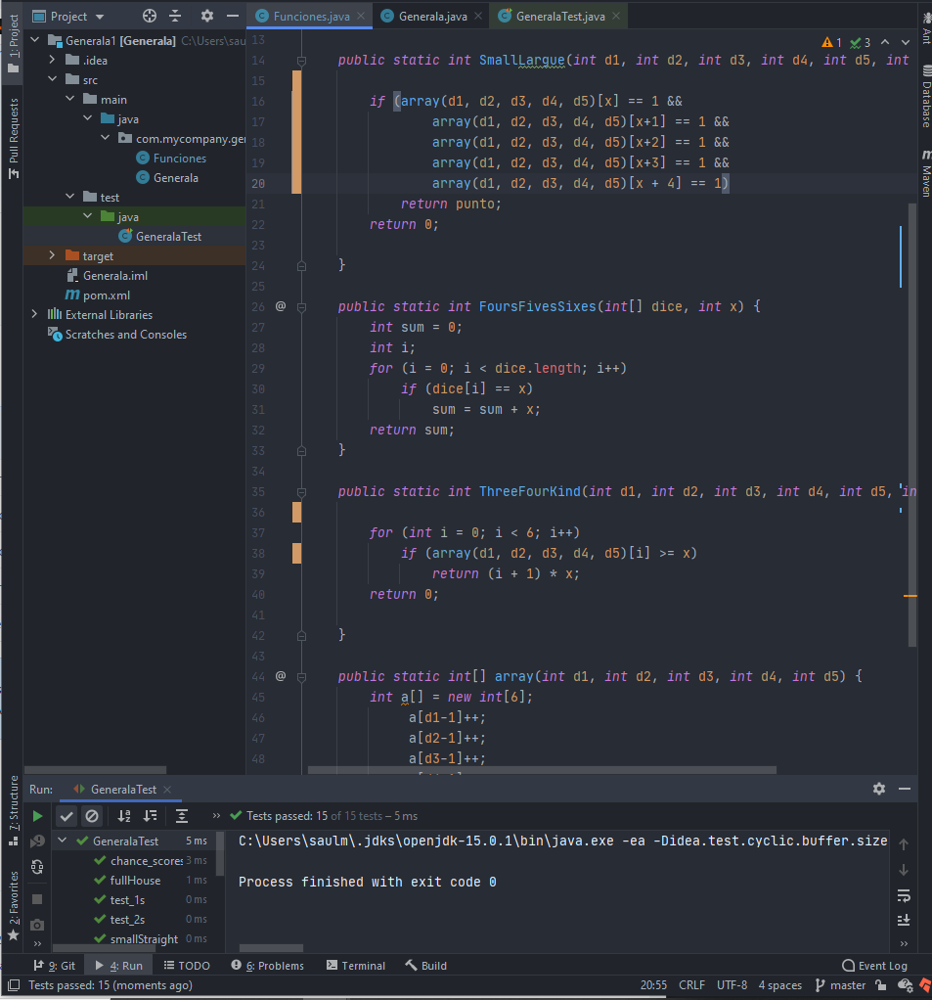 Project
Funciones.java
Generala.java
GeneralaTest.java
1: Project
Pull Requests
7: Structure
2: Favorites
Ant
Database
Maven
Generala1 [Generala] C:\Users\sau
.idea
src
main
java
com.mycompany.ger
Funciones
Generala
test
java
GeneralaTest
target
Generala.iml
pom.xml
External Libraries
Scratches and Consoles
1 3
13
14 public static int SmallLargue(int d1, int d2, int d3, int d4, int d5, int
15
16 if (array(d1, d2, d3, d4, d5)[x] == 1 &&
17 array(d1, d2, d3, d4, d5)[x+1] == 1 &&
18 array(d1, d2, d3, d4, d5)[x+2] == 1 &&
19 array(d1, d2, d3, d4, d5)[x+3] == 1 &&
20 array(d1, d2, d3, d4, d5)[x + 4] == 1)
21 return punto;
22 return 0;
23
24 }
25
26 @ public static int FoursFivesSixes(int[] dice, int x) {
27 int sum = 0;
28 int i;
29 for (i = 0; i < dice.length; i++)
30 if (dice[i] == x)
31 sum = sum + x;
32 return sum;
33 }
34
35 public static int ThreeFourKind(int d1, int d2, int d3, int d4, int d5, in
36
37 for (int i = 0; i < 6; i++)
38 if (array(d1, d2, d3, d4, d5)[i] >= x)
39 return (i + 1) * x;
40 return 0;
41
42 }
43
44 @ public static int[] array(int d1, int d2, int d3, int d4, int d5) {
45 int a[] = new int[6];
46 a[d1-1]++;
47 a[d2-1]++;
48 a[d3-1]++;
Run: GeneralaTest
Tests passed: 15 of 15 tests – 5 ms
GeneralaTest 5 ms
chance_scores 3 ms
fullHouse 1 ms
test_1s 0 ms
test_2s 0 ms
smallStraight 0 ms
C:\Users\saulm\.jdks\openjdk-15.0.1\bin\java.exe -ea -Didea.test.cyclic.buffer.size
Process finished with exit code 0
9: Git
4: Run
TODO
6: Problems
Terminal
Build
Event Log
Tests passed: 15 (moments ago)
20:55 CRLF UTF-8 4 spaces master